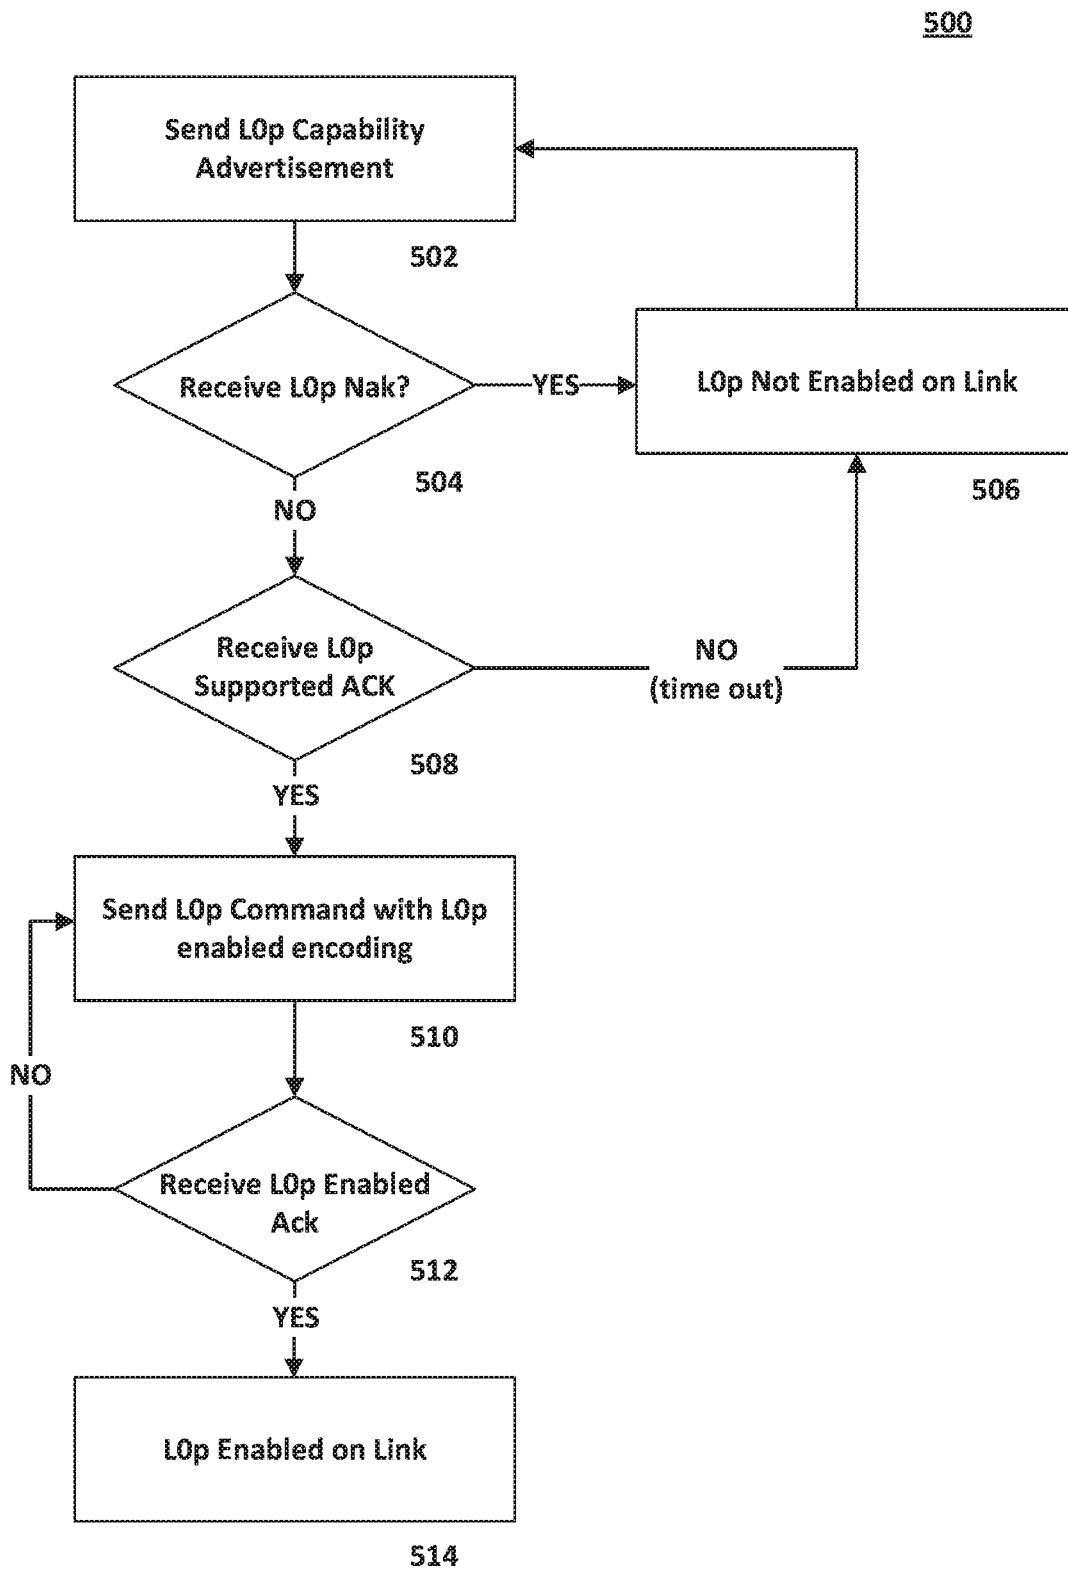 500
Send L0p Capability
Advertisement
502
Receive L0p Nak?
YES
L0p Not Enabled on Link
504
506
NO
Receive L0p
Supported ACK
NO
(time out)
508
YES
Send L0p Command with L0p
enabled encoding
510
NO
Receive L0p Enabled
Ack
512
YES
L0p Enabled on Link
514